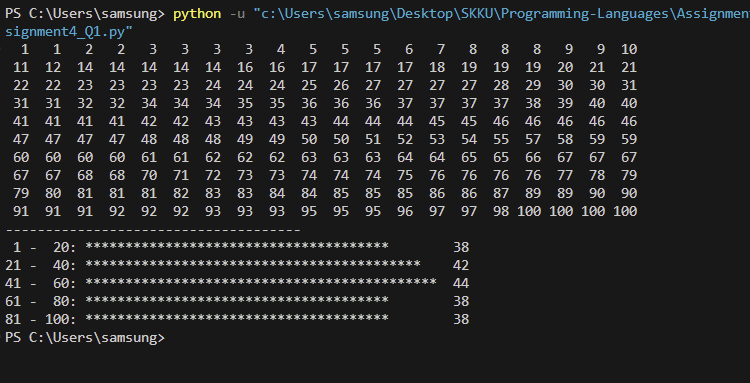 PS C:\Users\samsung> python -u "c:\Users\samsung\Desktop\SKKU\Programming-Languages\Assignment
signment4_Q1.py"
  1   1   2   2   3   3   3   3   4   5   5   5   6   7   8   8   8   9   9  10
 11  12  14  14  14  14  14  16  16  17  17  17  17  18  19  19  19  20  21  21
 22  22  23  23  23  23  24  24  24  25  26  27  27  27  27  28  29  30  30  31
 31  31  32  32  34  34  34  35  35  36  36  36  37  37  37  37  38  39  40  40
 41  41  41  41  42  42  43  43  43  43  44  44  44  45  45  46  46  46  46  46
 47  47  47  47  48  48  48  49  49  50  50  51  52  53  54  55  57  58  59  59
 60  60  60  60  61  61  62  62  62  63  63  63  64  64  65  65  66  67  67  67
 67  67  68  68  70  71  72  73  73  74  74  74  75  76  76  76  76  77  78  79
 79  80  81  81  81  82  83  83  84  84  85  85  85  86  86  87  89  89  90  90
 91  91  91  92  92  92  93  93  93  95  95  95  96  97  97  98 100 100 100 100
-------------------------------------
 1 -  20: **************************************        38
21 -  40: ******************************************    42
41 -  60: ********************************************  44
61 -  80: **************************************        38
81 - 100: **************************************        38
PS C:\Users\samsung>